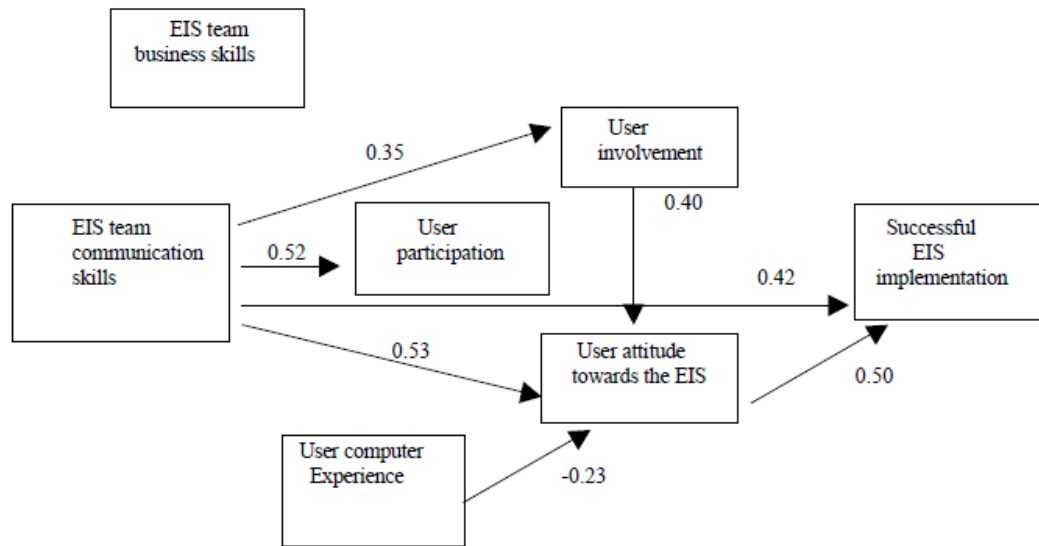 EIS team
business skills
User
involvement
0.35
0.40
EIS team
communication
skills
User
participation
0.52
Successful
EIS
implementation
0.42
0.53
User attitude
towards the EIS
0.50
User computer
Experience
-0.23